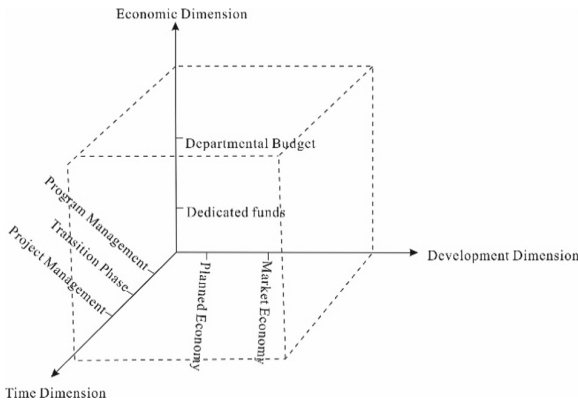 Economic Dimension
Departmental Budget
Dedicated funds
Program Management
Transition Phase
Project Management
Planned Economy
Market Economy
Development Dimension
Time Dimension